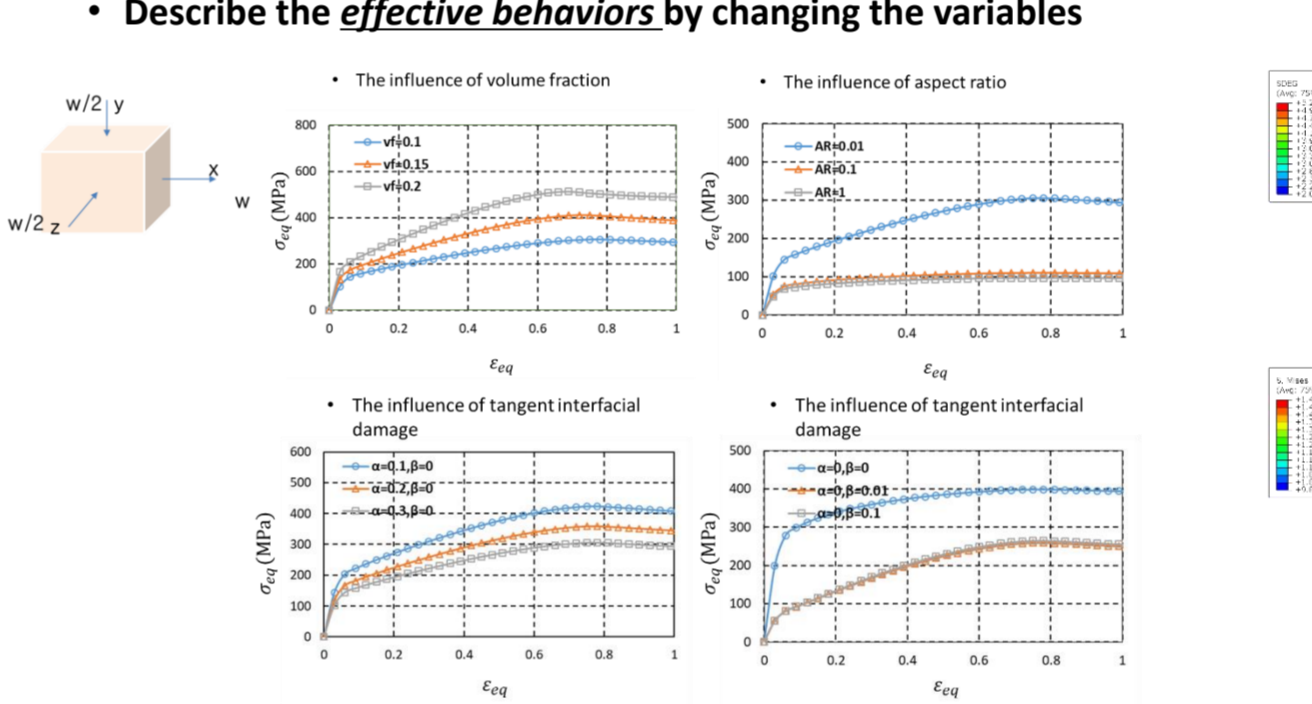 • Describe the effective behaviors by changing the variables
• The influence of volume fraction
• The influence of aspect ratio
w/2 y
x
w
w/2 z
800
600
400
200
0
0 0.2 0.4 0.6 0.8 1
σeq (MPa)
εeq
vf=0.1
vf=0.15
vf=0.2
500
400
300
200
100
0
0 0.2 0.4 0.6 0.8 1
σeq (MPa)
εeq
AR=0.01
AR=0.1
AR=1
• The influence of tangent interfacial
damage
600
500
400
300
200
100
0
0 0.2 0.4 0.6 0.8 1
σeq (MPa)
εeq
α=0.1,β=0
α=0.2,β=0
α=0.3,β=0
• The influence of tangent interfacial
damage
500
400
300
200
100
0
0 0.2 0.4 0.6 0.8 1
σeq (MPa)
εeq
α=0,β=0
α=0,β=0.01
α=0,β=0.1
SDEG
(Avg: 75
S, Mises
(Avg: 75